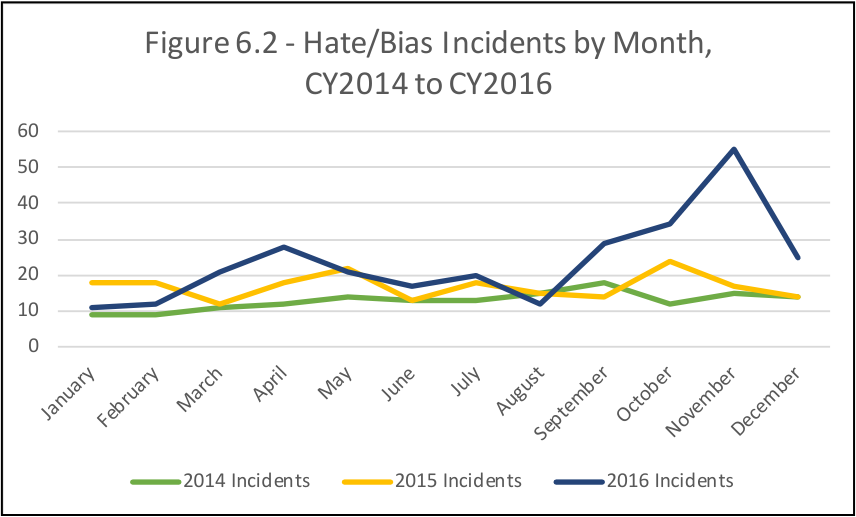 Figure 6.2 - Hate/Bias Incidents by Month,
CY2014 to CY2016
60
50
40
30
20
10
0
January
February
March
April
May
June
July
August
September
October
November
December
2014 Incidents
2015 Incidents
2016 Incidents